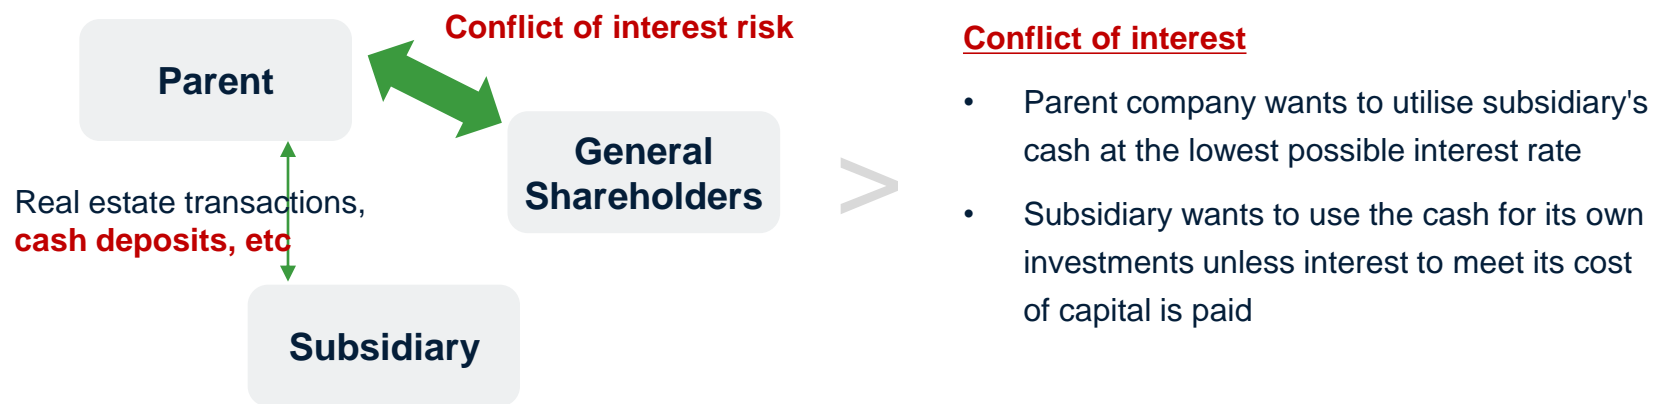 Conflict of interest risk
Parent
General
Shareholders
Real estate transactions,
cash deposits, etc
Subsidiary
>
Conflict of interest
• Parent company wants to utilise subsidiary's
cash at the lowest possible interest rate
• Subsidiary wants to use the cash for its own
investments unless interest to meet its cost
of capital is paid